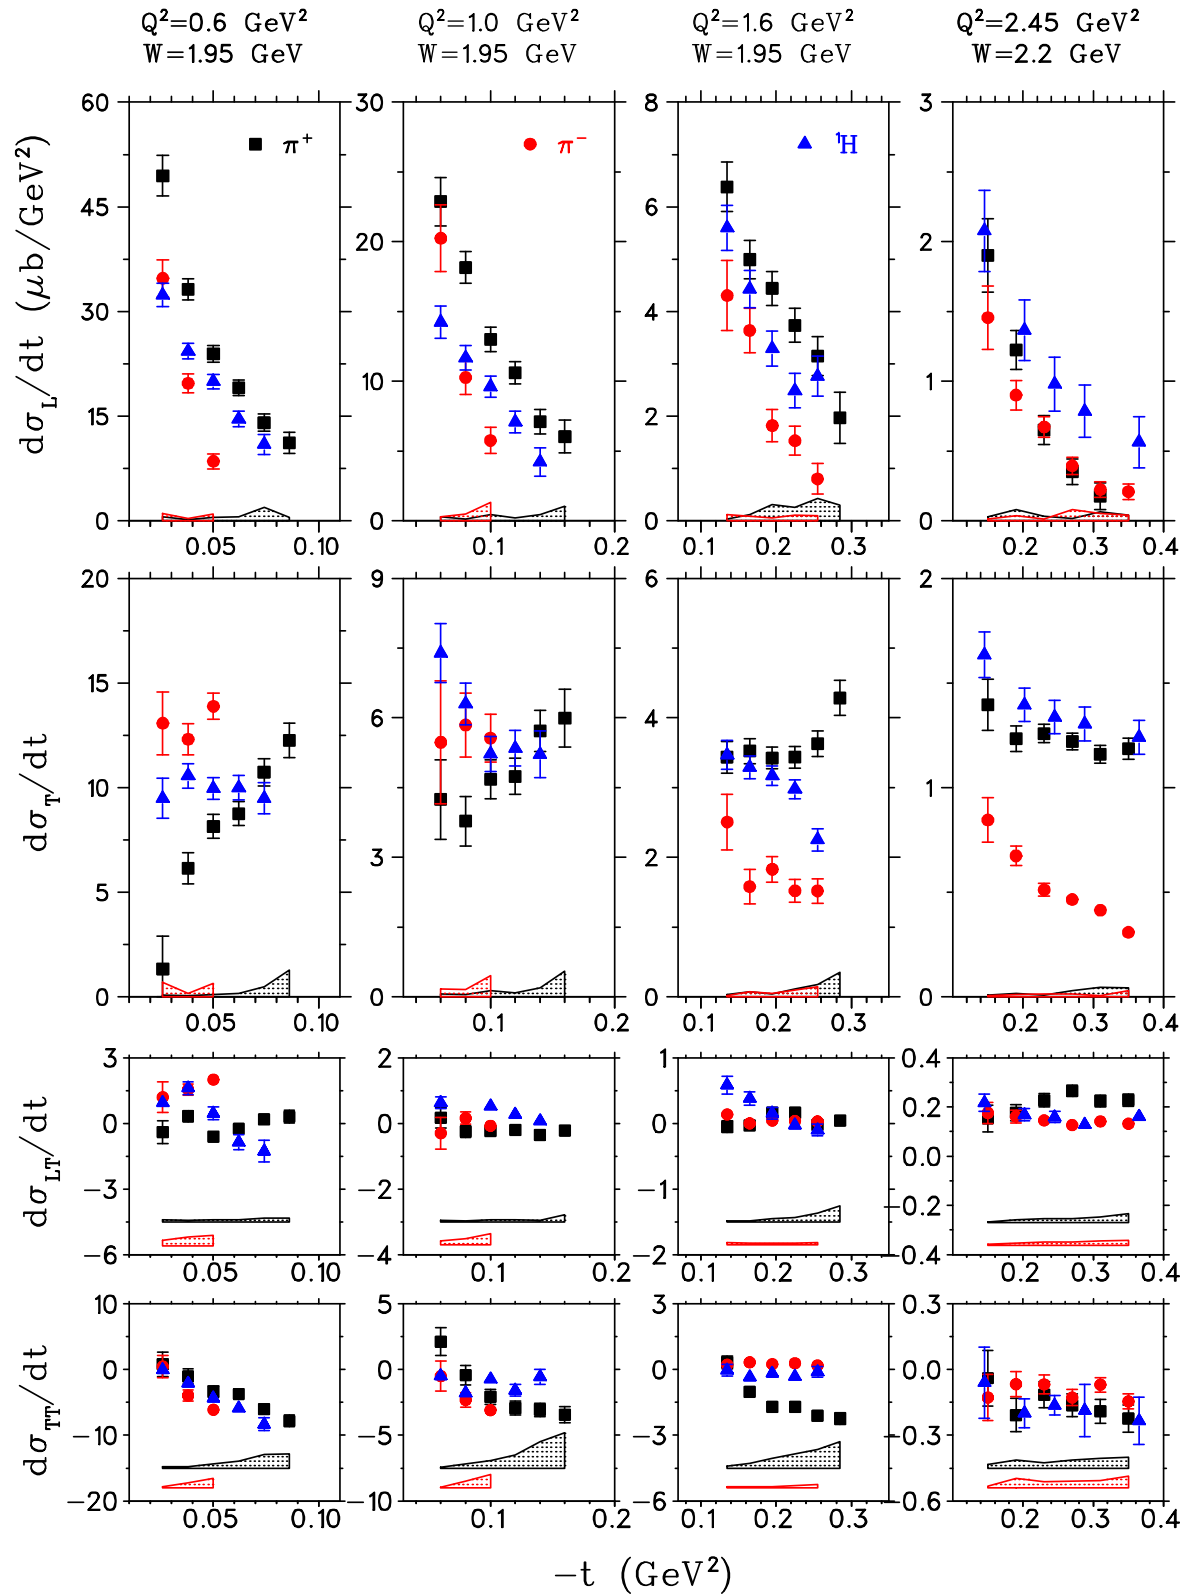 Q²=0.6 GeV² Q²=1.0 GeV² Q²=1.6 GeV² Q²=2.45 GeV²
W=1.95 GeV W=1.95 GeV W=1.95 GeV W=2.2 GeV
dσ_L/dt (μb/GeV²)
60 30 8 3
π⁺ π⁻ ¹H
45 20 6 2
30 10 4 1
15 2
0 0 0 0
0.05 0.10 0.1 0.2 0.1 0.2 0.3 0.2 0.3 0.4
dσ_T/dt
20 9 6 2
15 6 4 1
10 3 2
5
0 0 0 0
0.05 0.10 0.1 0.2 0.1 0.2 0.3 0.2 0.3 0.4
dσ_LT/dt
3 2 1 0.4
0 0 0 0.2
−3 −2 −1 0.0
−0.2
−6 −4 −2 −0.4
0.05 0.10 0.1 0.2 0.1 0.2 0.3 0.2 0.3 0.4
dσ_TT/dt
10 5 3 0.3
0 0 0 0.0
−10 −5 −3 −0.3
−20 −10 −6 −0.6
0.05 0.10 0.1 0.2 0.1 0.2 0.3 0.2 0.3 0.4
−t (GeV²)